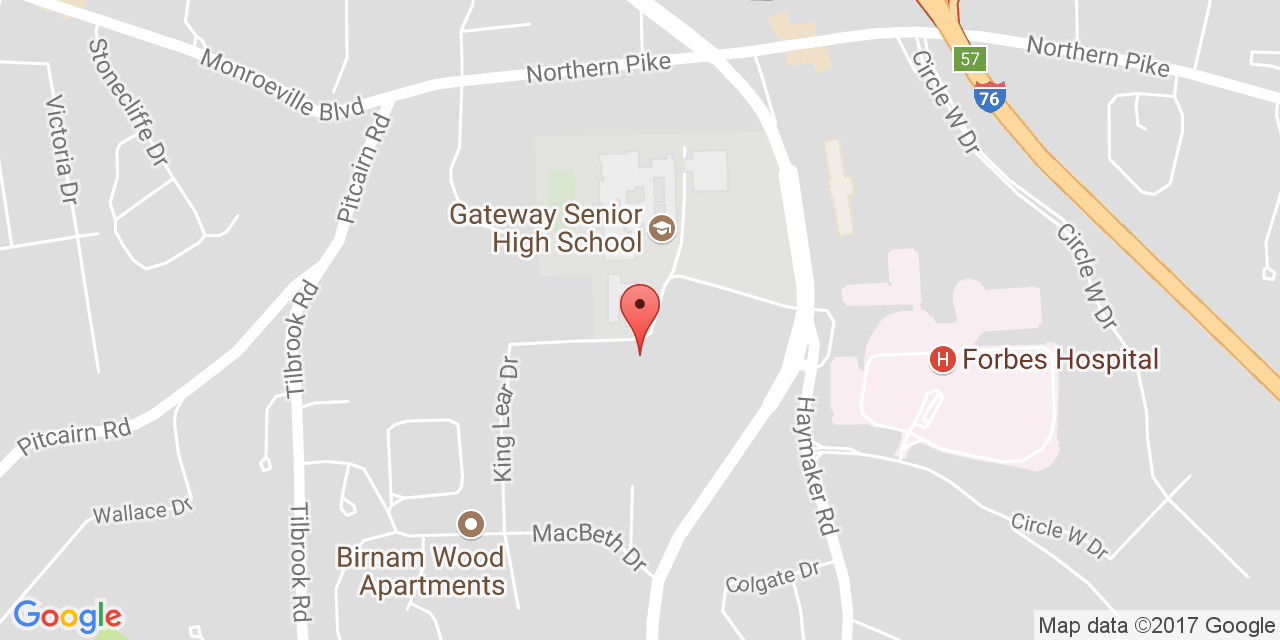 Northern Pike
57
Northern Pike
Monroeville Blvd
Stonecliffe Dr
76
Circle W Dr
Victoria Dr
Pitcairn Rd
Gateway Senior
High School
Circle W Dr
Tilbrook Rd
H Forbes Hospital
King Lear Dr
Haymaker Rd
Pitcairn Rd
Wallace Dr
Tilbrook Rd
MacBeth Dr
Circle W Dr
Birnam Wood
Apartments
Colgate Dr
Google
Map data ©2017 Google